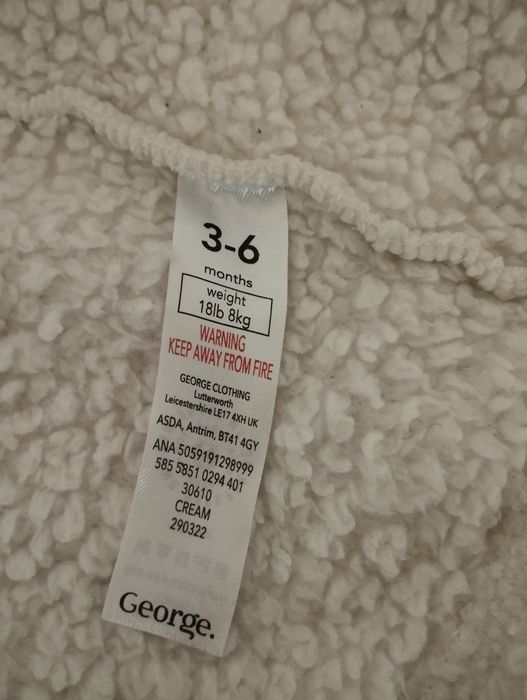 3-6
months
weight
18lb 8kg
WARNING
KEEP AWAY FROM FIRE
GEORGE CLOTHING
Lutterworth
Leicestershire LE17 4XH UK
ASDA, Antrim, BT41 4GY
ANA 5059191298999
585 5851 0294 401
30610
CREAM
290322
George.